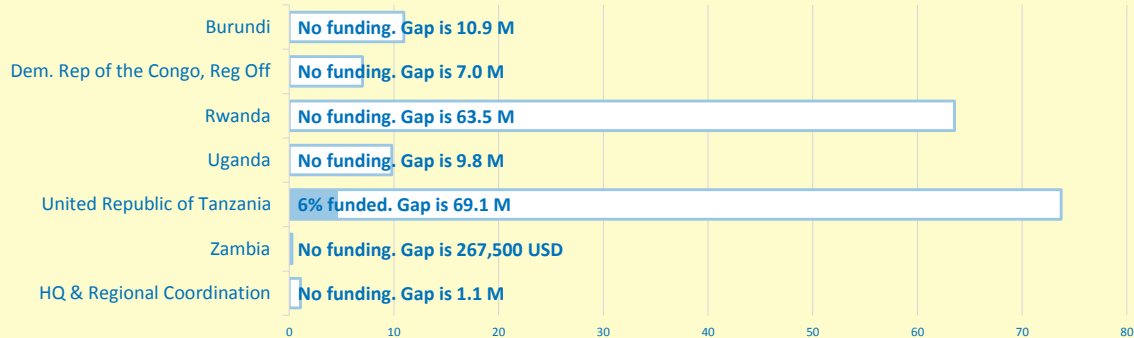 Burundi No funding. Gap is 10.9 M
Dem. Rep of the Congo, Reg Off No funding. Gap is 7.0 M
Rwanda No funding. Gap is 63.5 M
Uganda No funding. Gap is 9.8 M
United Republic of Tanzania 6% funded. Gap is 69.1 M
Zambia No funding. Gap is 267,500 USD
HQ & Regional Coordination No funding. Gap is 1.1 M
0 10 20 30 40 50 60 70 80